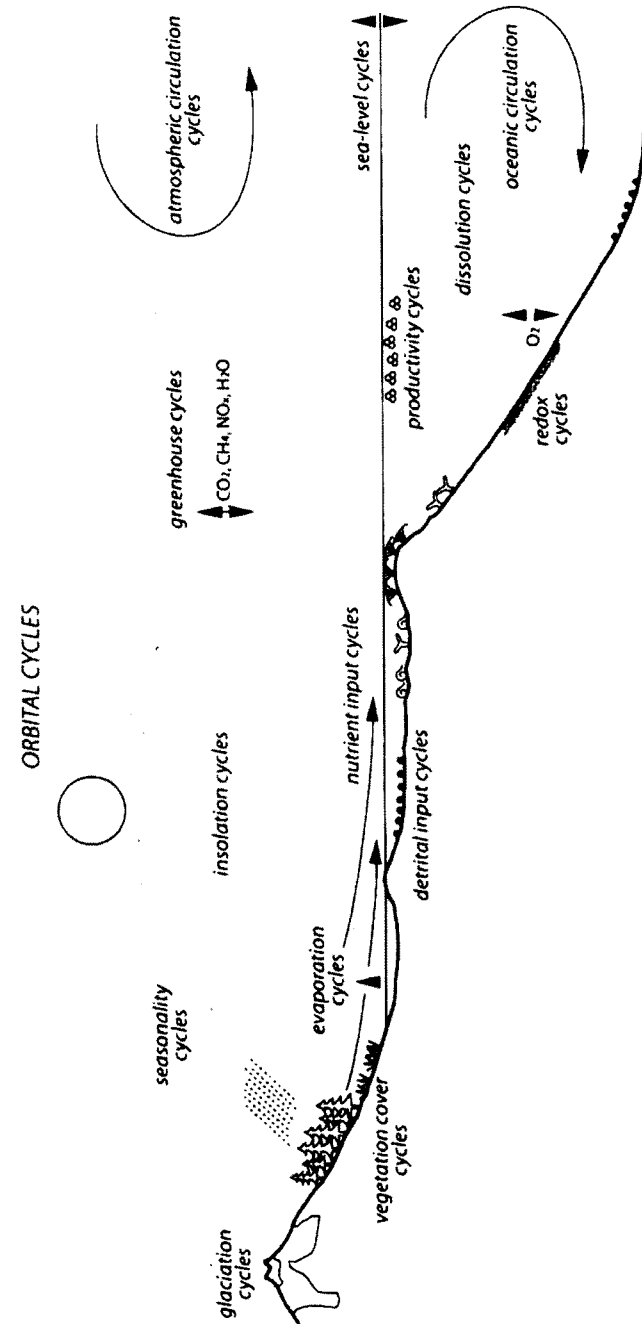 ORBITAL CYCLES
seasonality
cycles
insolation cycles
greenhouse cycles
CO₂, CH₄, NOₓ, H₂O
atmospheric circulation
cycles
glaciation
cycles
evaporation
cycles
nutrient input cycles
sea-level cycles
vegetation cover
cycles
detrital input cycles
productivity cycles
dissolution cycles
oceanic circulation
cycles
O₂
redox
cycles